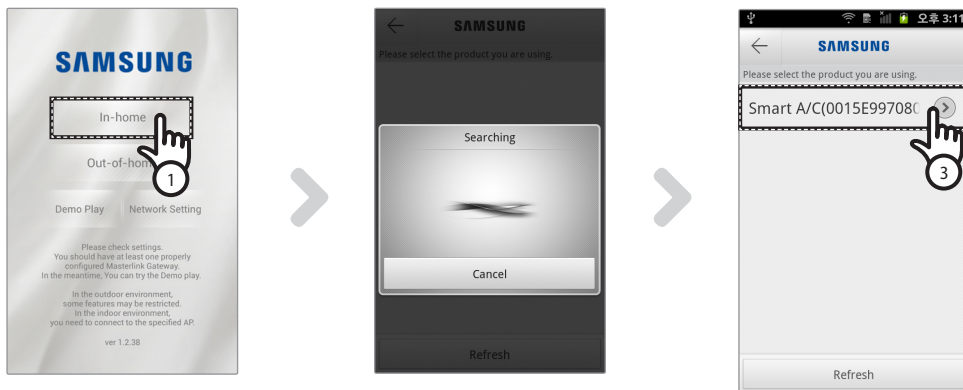 SAMSUNG
In-home
1
Demo Play
Network Setting
Please check settings.
You should have at least one properly
configured Masterlink Gateway.
In the meantime, You can try the Demo play.
In the outdoor environment,
some features may be restricted.
In the indoor environment,
you need to connect to the specified AP.
ver 1.2.38
SAMSUNG
Please select the product you are using.
Searching
Cancel
Refresh
오후 3:11
SAMSUNG
Please select the product you are using.
Smart A/C(0015E997080
3
Refresh